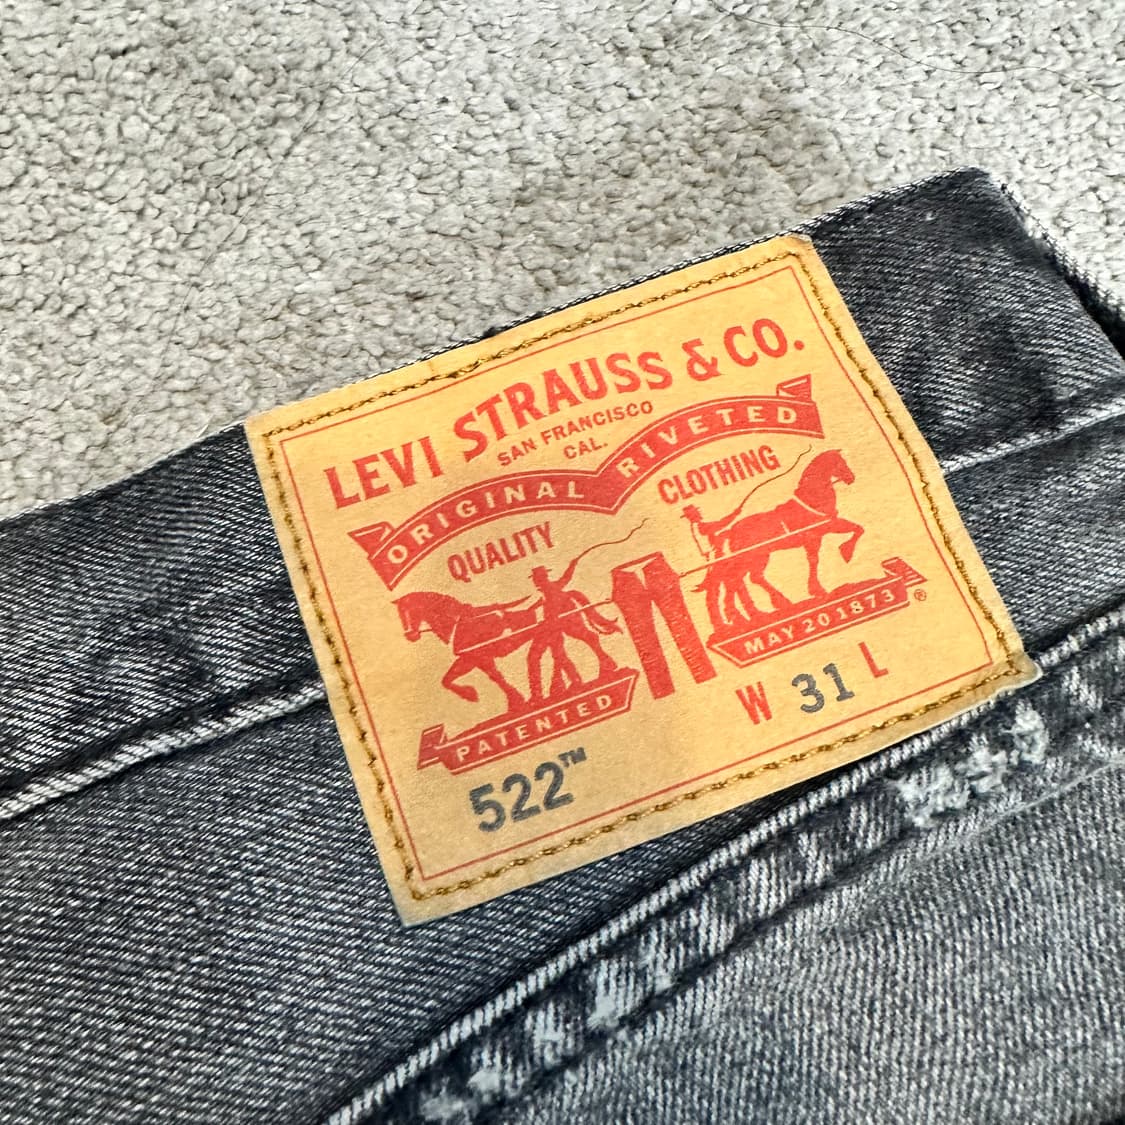 LEVI STRAUSS & CO.
SAN FRANCISCO
CAL.
ORIGINAL RIVETED
QUALITY CLOTHING
PATENTED MAY 20 1873 ®
522™ W 31 L